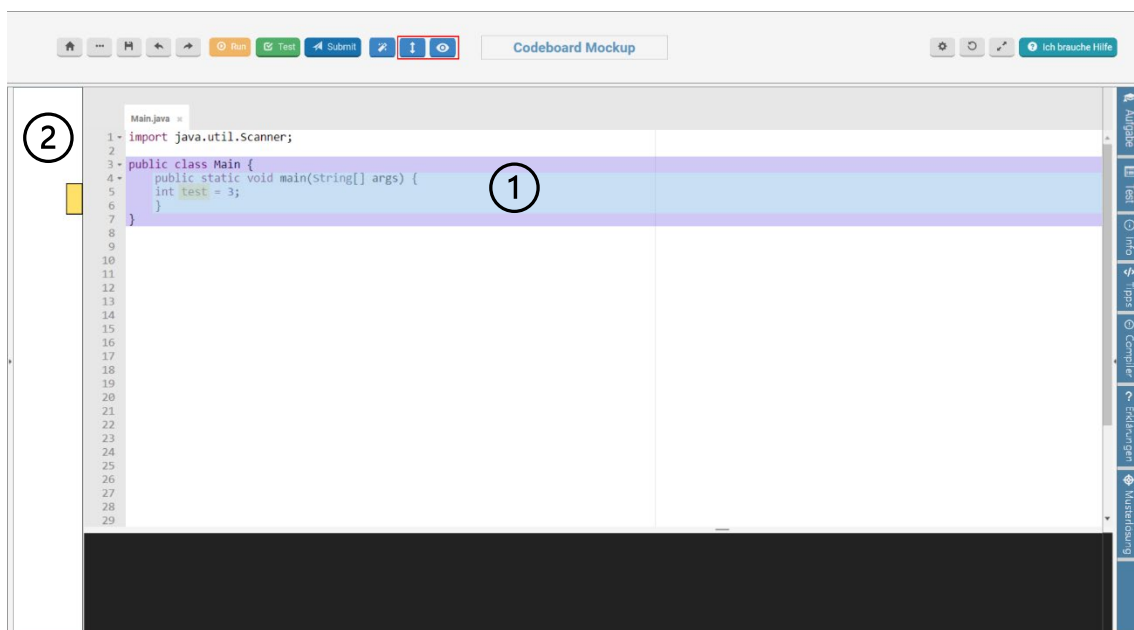 Run Test Submit Codeboard Mockup Ich brauche Hilfe
Main.java
1 import java.util.Scanner;
2
3 public class Main {
4 public static void main(String[] args) {
5 int test = 3;
6 }
7 }
8
9
10
11
12
13
14
15
16
17
18
19
20
21
22
23
24
25
26
27
28
29
1
2
Aufgabe
Test
Info
Tipps
Compiler
Erklärungen
Musterlösung